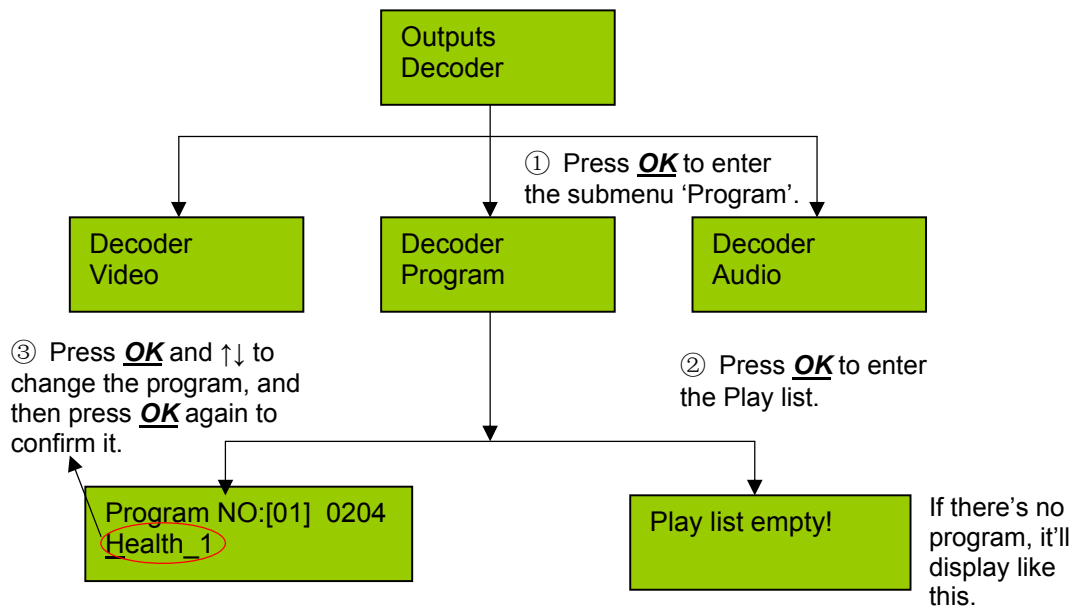 Outputs
Decoder
① Press OK to enter
the submenu ‘Program’.
Decoder
Video
Decoder
Program
Decoder
Audio
③ Press OK and ↑↓ to
change the program, and
then press OK again to
confirm it.
② Press OK to enter
the Play list.
Program NO:[01] 0204
Health_1
Play list empty!
If there’s no
program, it’ll
display like
this.